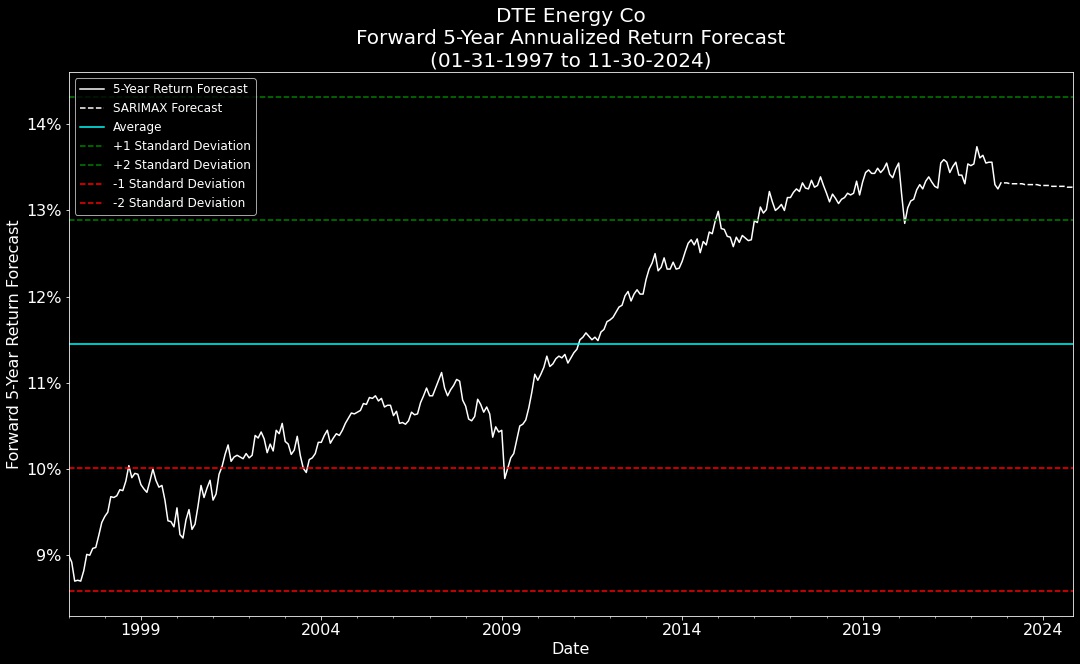 DTE Energy Co
Forward 5-Year Annualized Return Forecast
(01-31-1997 to 11-30-2024)
5-Year Return Forecast
SARIMAX Forecast
Average
+1 Standard Deviation
+2 Standard Deviation
-1 Standard Deviation
-2 Standard Deviation
Forward 5-Year Return Forecast
14%
13%
12%
11%
10%
9%
1999
2004
2009
2014
2019
2024
Date